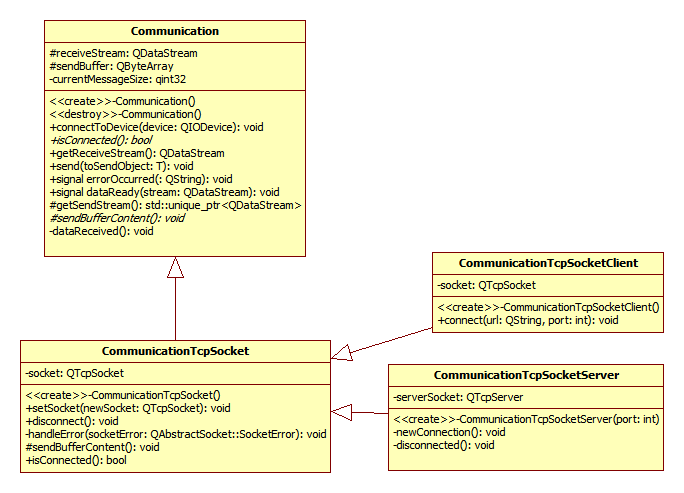 Communication
#receiveStream: QDataStream
#sendBuffer: QByteArray
-currentMessageSize: qint32
<<create>>-Communication()
<<destroy>>-Communication()
+connectToDevice(device: QIODevice): void
+isConnected(): bool
+getReceiveStream(): QDataStream
+send(toSendObject: T): void
+signal errorOccurred(: QString): void
+signal dataReady(stream: QDataStream): void
#getSendStream(): std::unique_ptr<QDataStream>
#sendBufferContent(): void
-dataReceived(): void
CommunicationTcpSocketClient
-socket: QTcpSocket
<<create>>-CommunicationTcpSocketClient()
+connect(url: QString, port: int): void
CommunicationTcpSocket
-socket: QTcpSocket
<<create>>-CommunicationTcpSocket()
+setSocket(newSocket: QTcpSocket): void
+disconnect(): void
-handleError(socketError: QAbstractSocket::SocketError): void
#sendBufferContent(): void
+isConnected(): bool
CommunicationTcpSocketServer
-serverSocket: QTcpServer
<<create>>-CommunicationTcpSocketServer(port: int)
-newConnection(): void
-disconnected(): void